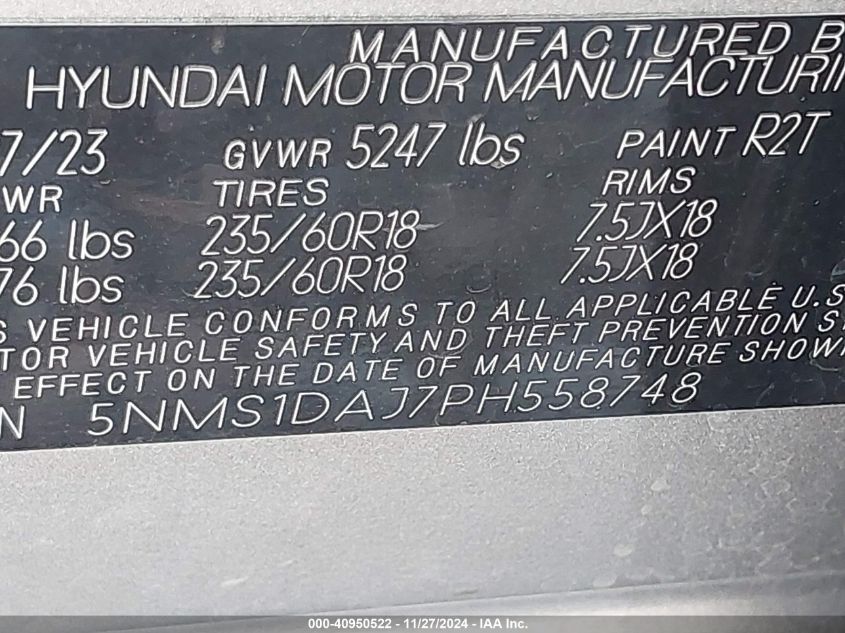 MANUFACTURED B
HYUNDAI MOTOR MANUFACTURI
7/23 GVWR 5247 lbs PAINT R2T
WR TIRES RIMS
66 lbs 235/60R18 7.5JX18
76 lbs 235/60R18 7.5JX18
S VEHICLE CONFORMS TO ALL APPLICABLE U.S
TOR VEHICLE SAFETY AND THEFT PREVENTION S
EFFECT ON THE DATE OF MANUFACTURE SHOW
N 5NMS1DAJ7PH558748
000-40950522 - 11/27/2024 - IAA Inc.